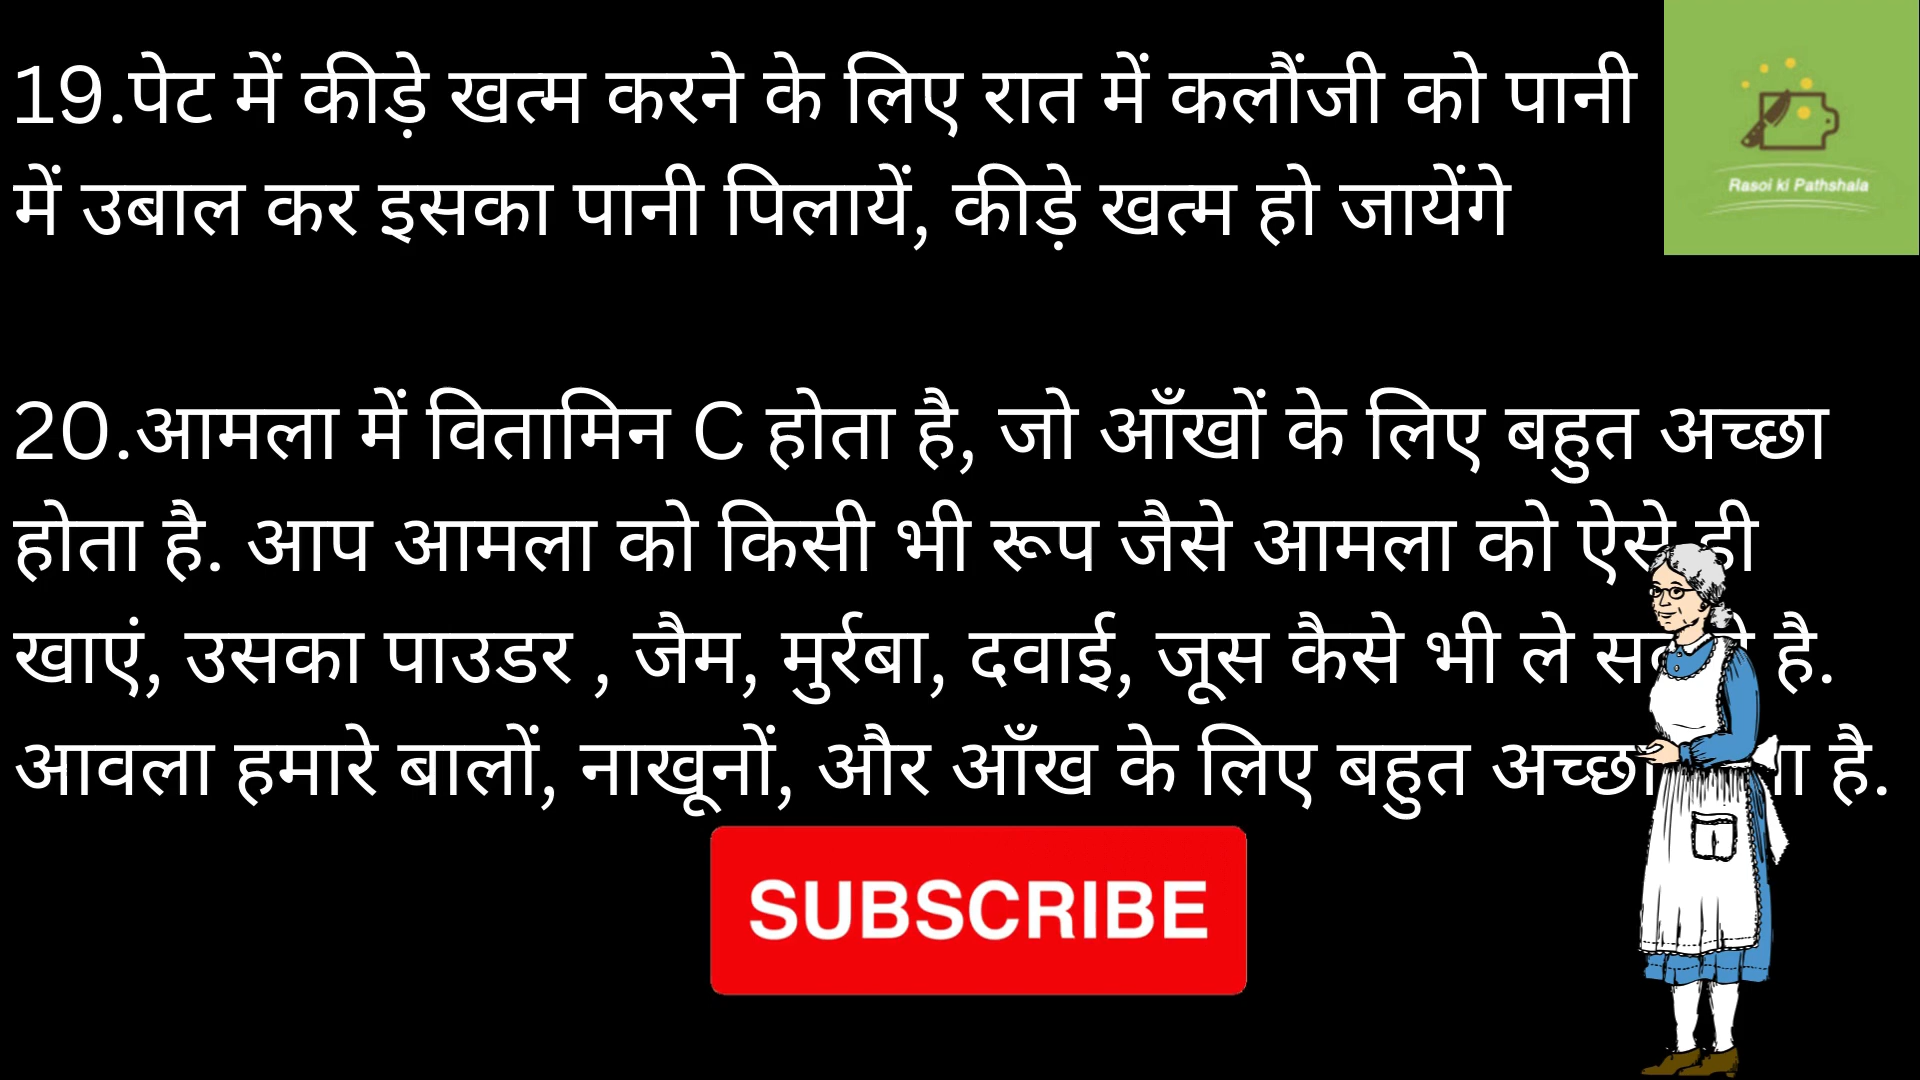 19.पेट में कीड़े खत्म करने के लिए रात में कलौंजी को पानी
में उबाल कर इसका पानी पिलायें, कीड़े खत्म हो जायेंगे
Rasoi ki Pathshala
20.आमला में वितामिन C होता है, जो आँखों के लिए बहुत अच्छा
होता है. आप आमला को किसी भी रूप जैसे आमला को ऐसे ही
खाएं, उसका पाउडर , जैम, मुर्रबा, दवाई, जूस कैसे भी ले है.
आवला हमारे बालों, नाखूनों, और आँख के लिए बहुत अच्छा है.
SUBSCRIBE